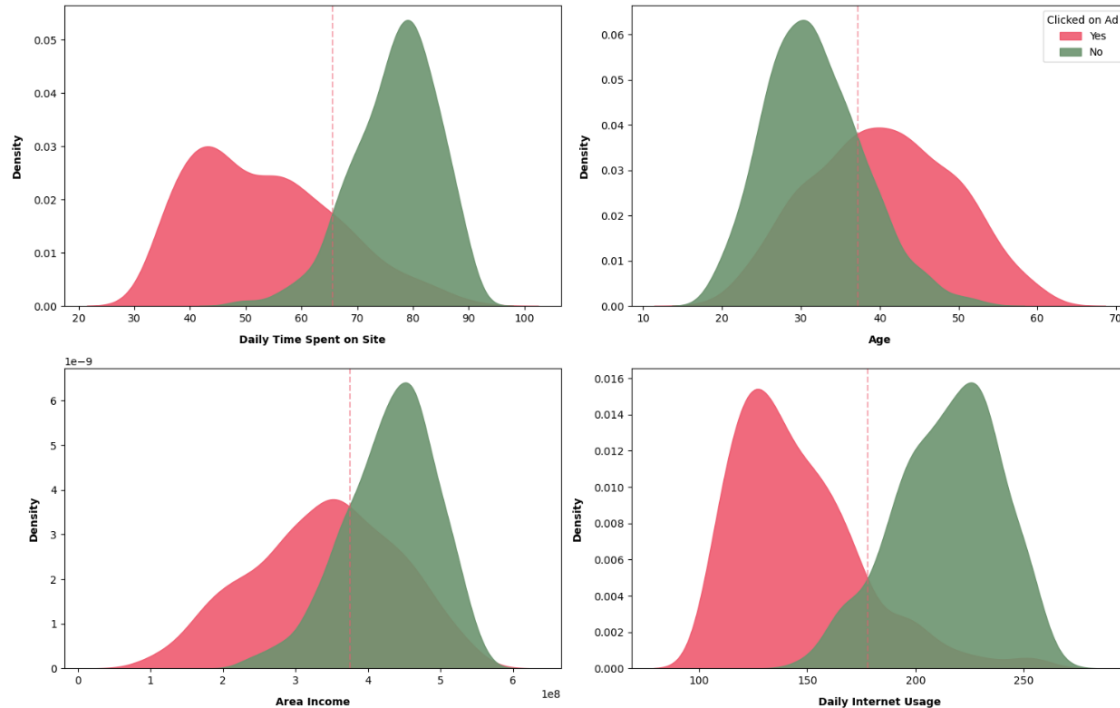 0.05
0.04
0.03
0.02
0.01
0.00
Density
20 30 40 50 60 70 80 90 100
Daily Time Spent on Site
Clicked on Ad
Yes
No
0.06
0.05
0.04
0.03
0.02
0.01
0.00
Density
10 20 30 40 50 60 70
Age
1e−9
6
5
4
3
2
1
0
Density
0 1 2 3 4 5 6
1e8
Area Income
0.016
0.014
0.012
0.010
0.008
0.006
0.004
0.002
0.000
Density
100 150 200 250
Daily Internet Usage